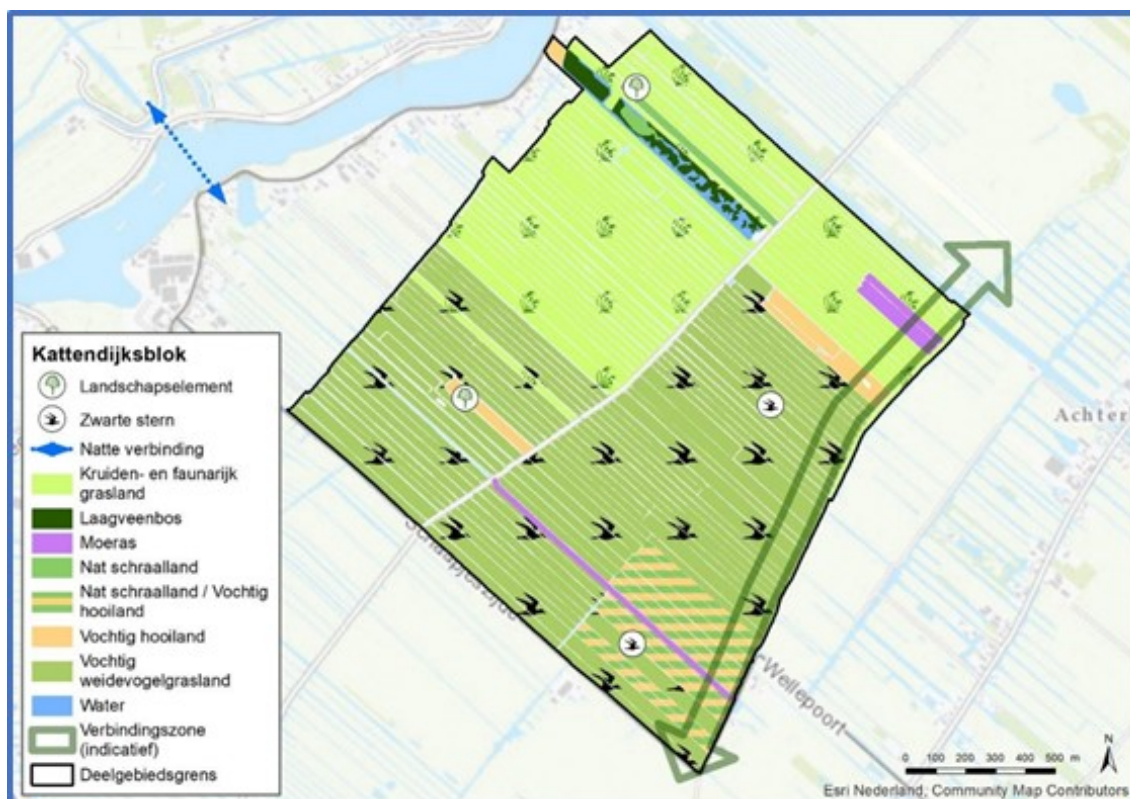 Kattendijksblok
Landschapselement
Zwarte stern
Natte verbinding
Kruiden- en faunarijk
grasland
Laagveenbos
Moeras
Nat schraalland
Nat schraalland / Vochtig
hooiland
Vochtig hooiland
Vochtig
weidevogelgrasland
Water
Verbindingszone
(indicatief)
Deelgebiedsgrens
Wellepoort
N
0 100 200 300 400 500 m
Esri Nederland, Community Map Contributors